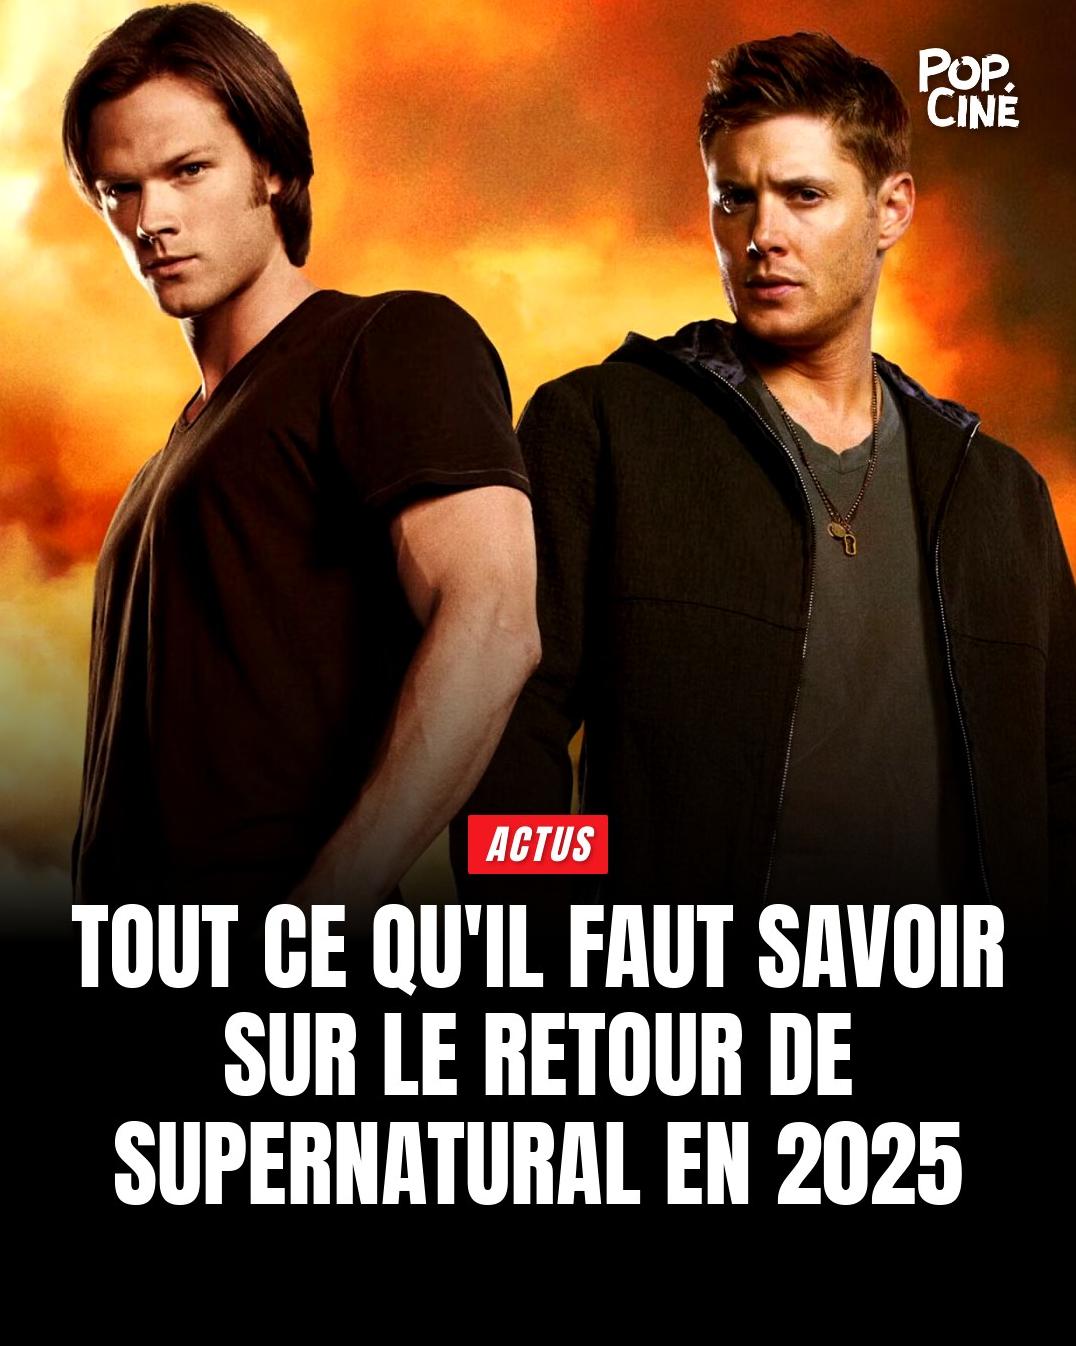 POP.
CINÉ
ACTUS
TOUT CE QU'IL FAUT SAVOIR
SUR LE RETOUR DE
SUPERNATURAL EN 2025